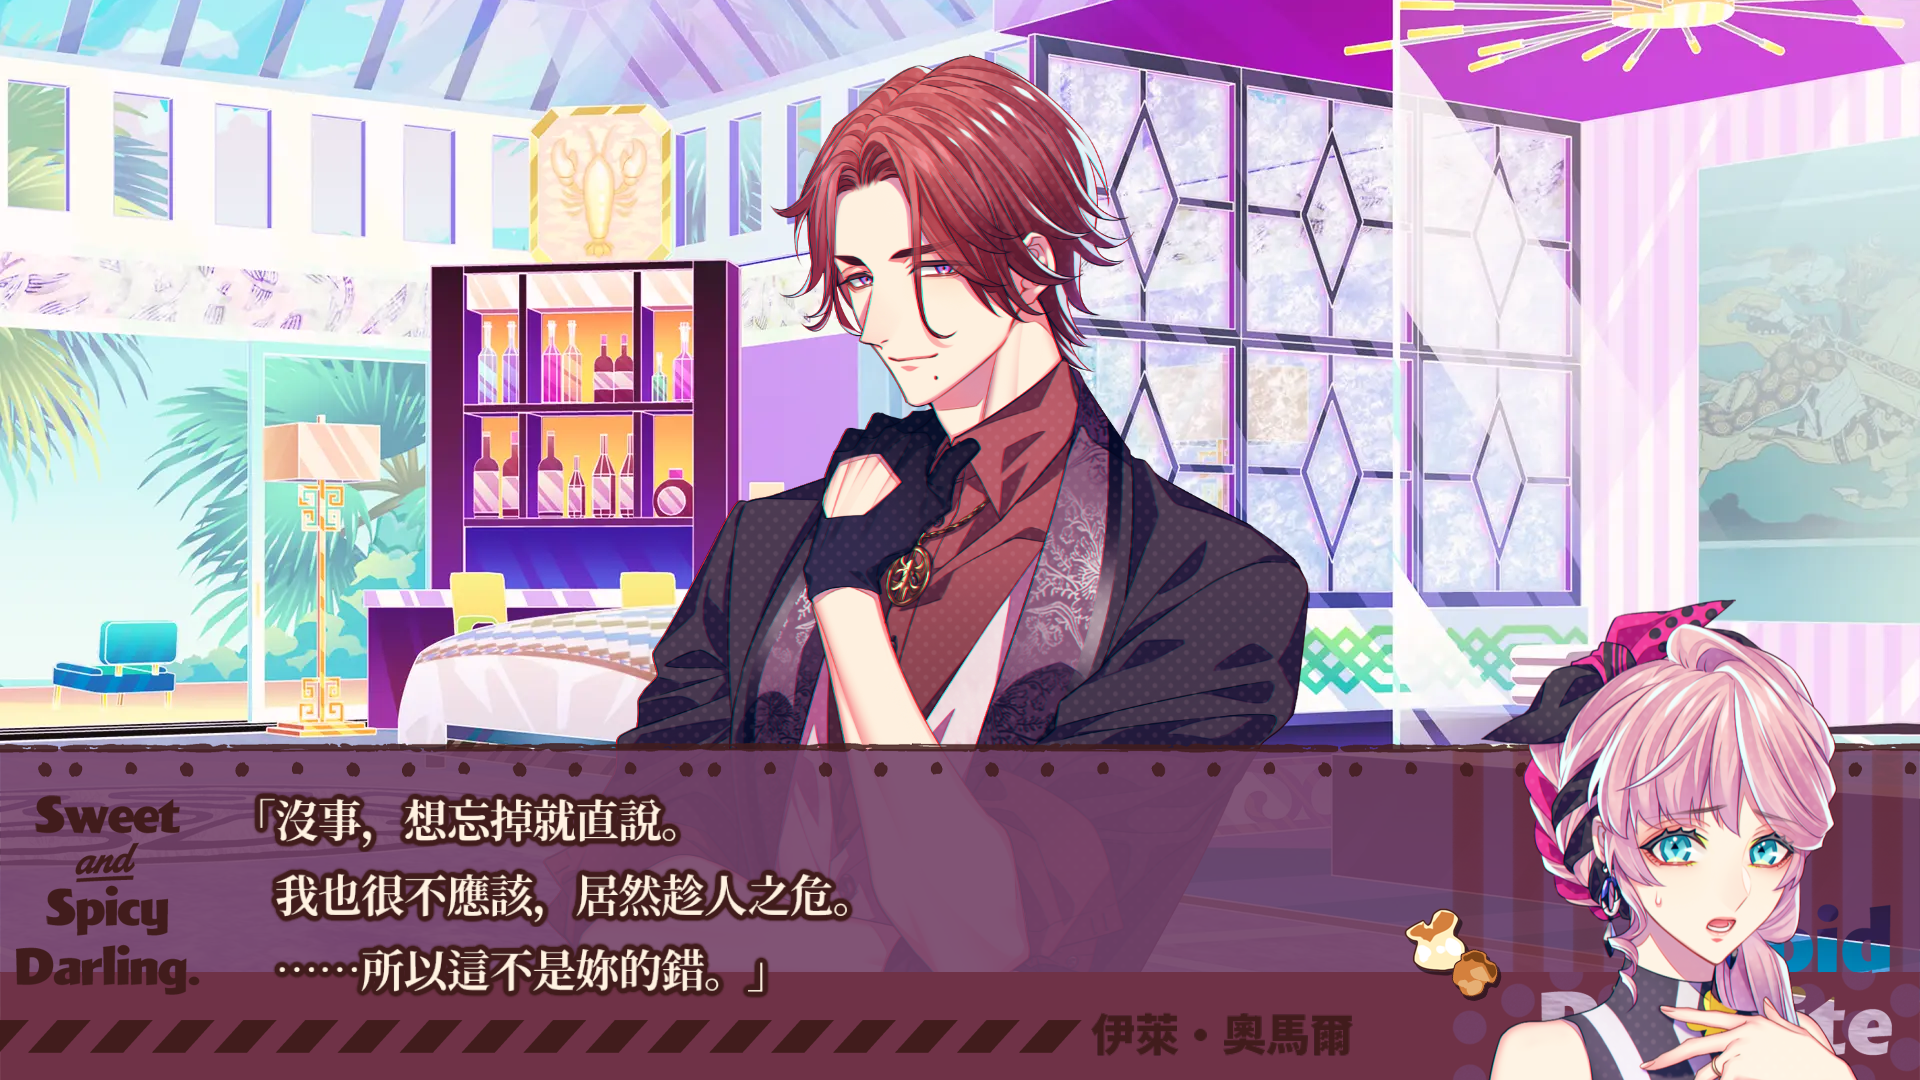 Sweet
and
Spicy
Darling.
「沒事，想忘掉就直說。
我也很不應該，居然趁人之危。
……所以這不是妳的錯。」
伊萊・奧馬爾